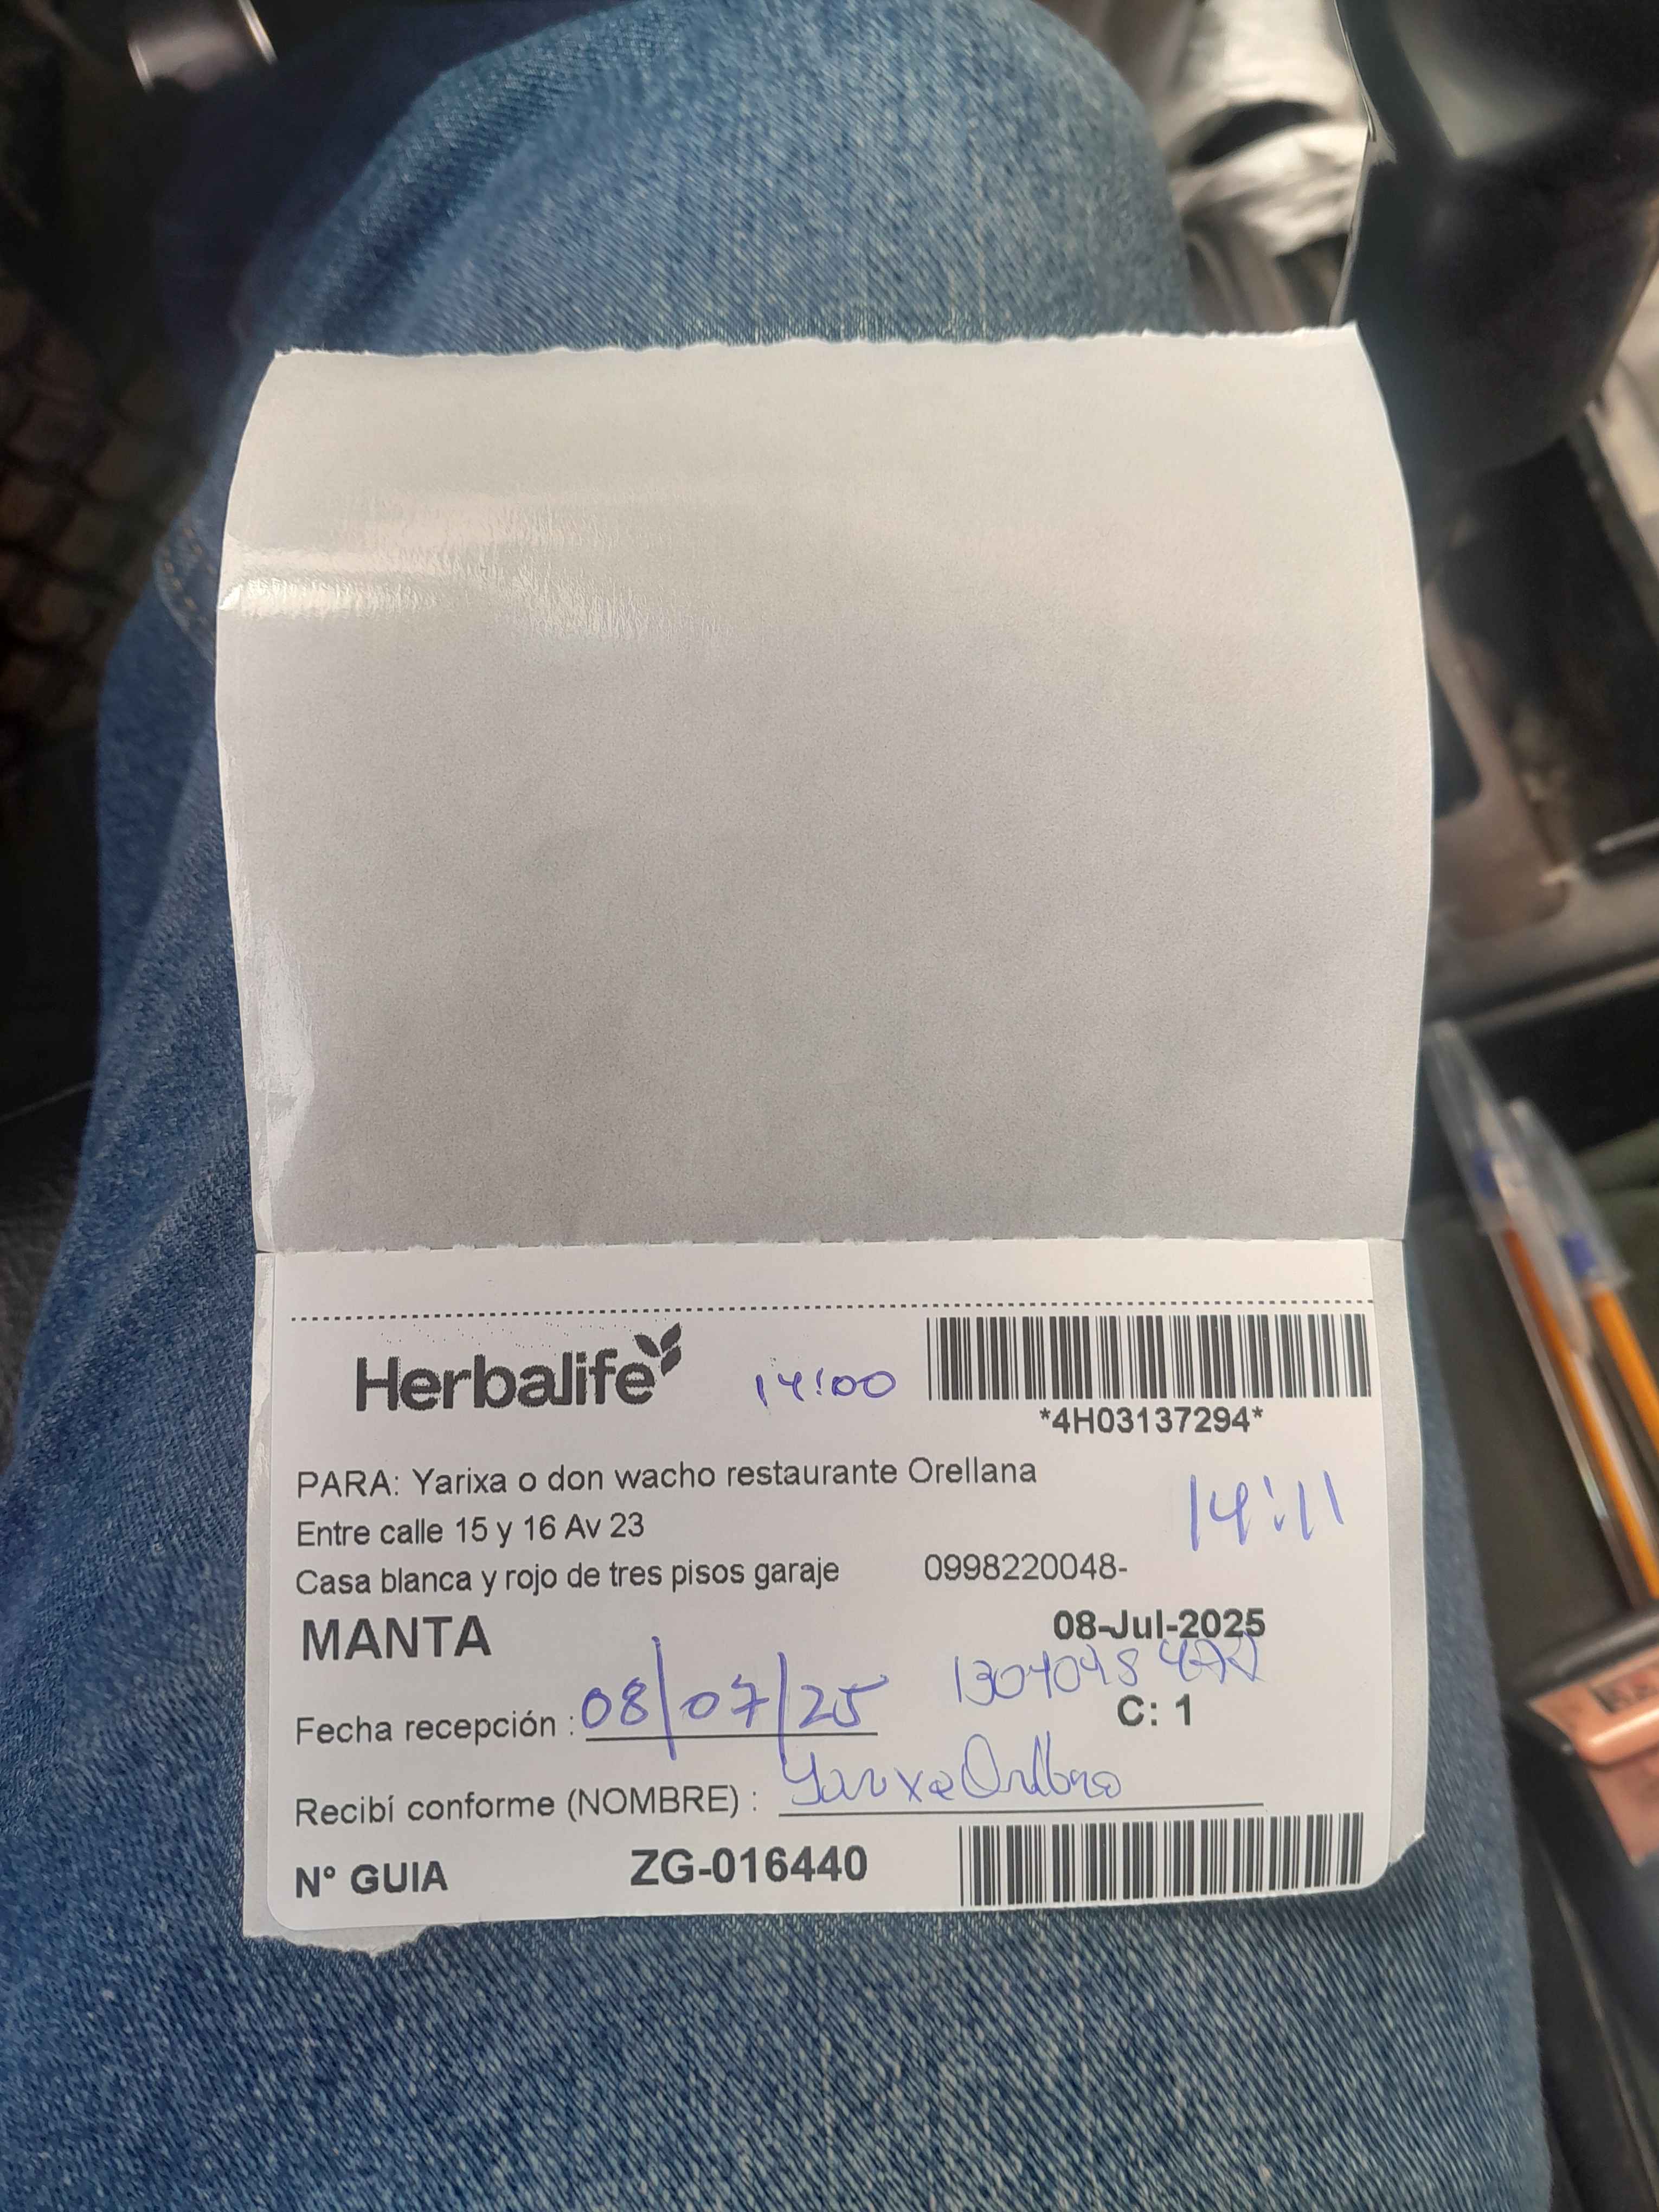 Herbalife
14:00
*4H03137294*
PARA: Yarixa o don wacho restaurante Orellana
14:11
Entre calle 15 y 16 Av 23
Casa blanca y rojo de tres pisos garaje 0998220048-
MANTA
08-Jul-2025
Fecha recepción : 08/07/25
C: 1
Recibí conforme (NOMBRE) : Yarixa Orellana
N° GUIA ZG-016440